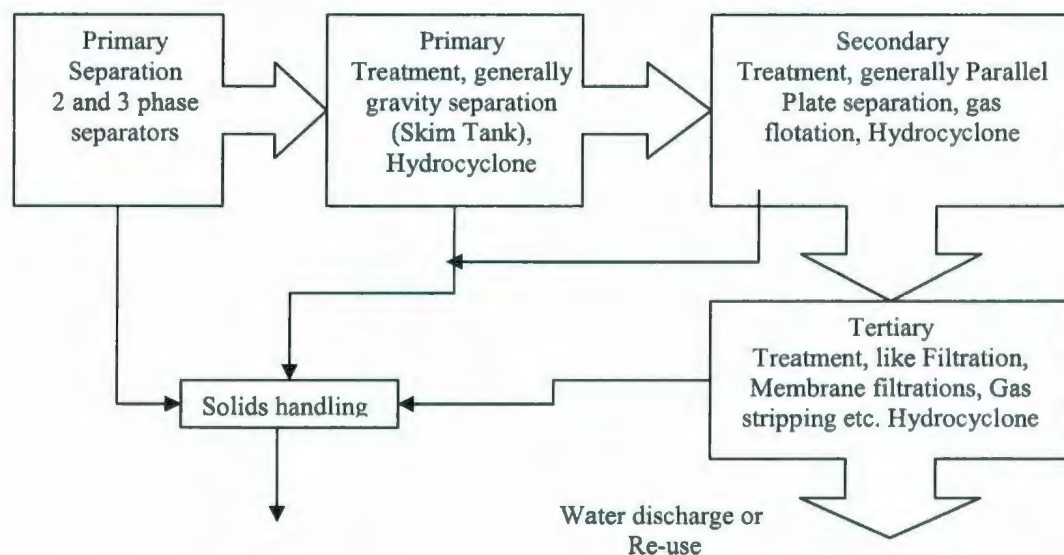 Primary
Separation
2 and 3 phase
separators
Primary
Treatment, generally
gravity separation
(Skim Tank),
Hydrocyclone
Secondary
Treatment, generally Parallel
Plate separation, gas
flotation, Hydrocyclone
Tertiary
Treatment, like Filtration,
Membrane filtrations, Gas
stripping etc. Hydrocyclone
Solids handling
Water discharge or
Re-use